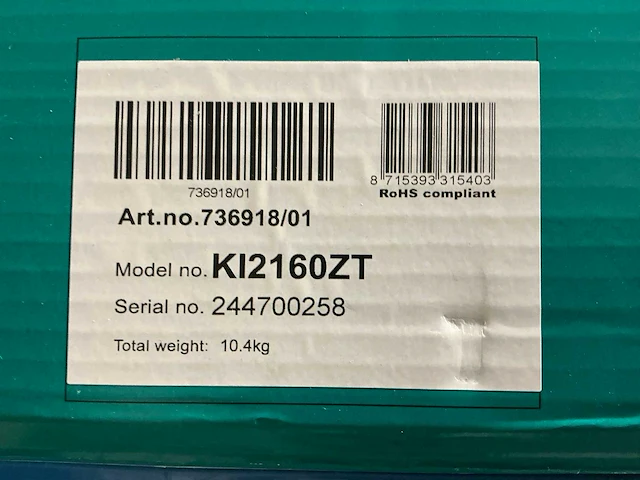 736918/01
8 715393 315403
RoHS compliant
Art.no.736918/01
Model no. KI2160ZT
Serial no. 244700258
Total weight: 10.4kg